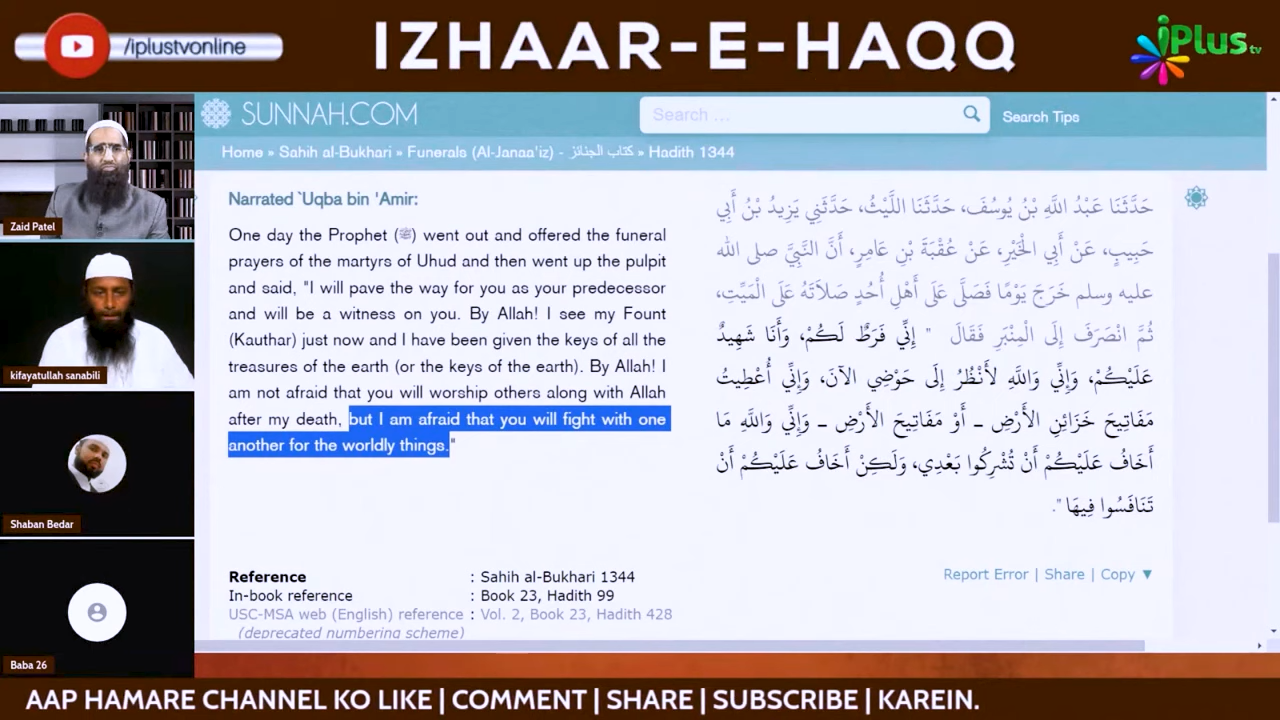 /iplustvonline
IZHAAR-E-HAQQ
iPlus tv
SUNNAH.COM
Search ...
Search Tips
Home » Sahih al-Bukhari » Funerals (Al-Janaa'iz) - كتاب الجنائز » Hadith 1344
Zaid Patel
kifayatullah sanabili
Shaban Bedar
Baba 26
Narrated `Uqba bin 'Amir:
One day the Prophet (ﷺ) went out and offered the funeral
prayers of the martyrs of Uhud and then went up the pulpit
and said, "I will pave the way for you as your predecessor
and will be a witness on you. By Allah! I see my Fount
(Kauthar) just now and I have been given the keys of all the
treasures of the earth (or the keys of the earth). By Allah! I
am not afraid that you will worship others along with Allah
after my death, but I am afraid that you will fight with one
another for the worldly things."
حَدَّثَنَا عَبْدُ اللَّهِ بْنُ يُوسُفَ، حَدَّثَنَا اللَّيْثُ، حَدَّثَنِي يَزِيدُ بْنُ أَبِي
حَبِيبٍ، عَنْ أَبِي الْخَيْرِ، عَنْ عُقْبَةَ بْنِ عَامِرٍ، أَنَّ النَّبِيَّ صلى الله
عليه وسلم خَرَجَ يَوْمًا فَصَلَّى عَلَى أَهْلِ أُحُدٍ صَلاَتَهُ عَلَى الْمَيِّتِ،
ثُمَّ انْصَرَفَ إِلَى الْمِنْبَرِ فَقَالَ " إِنِّي فَرَطٌ لَكُمْ، وَأَنَا شَهِيدٌ
عَلَيْكُمْ، وَإِنِّي وَاللَّهِ لأَنْظُرُ إِلَى حَوْضِي الآنَ، وَإِنِّي أُعْطِيتُ
مَفَاتِيحَ خَزَائِنِ الأَرْضِ ـ أَوْ مَفَاتِيحَ الأَرْضِ ـ وَإِنِّي وَاللَّهِ مَا
أَخَافُ عَلَيْكُمْ أَنْ تُشْرِكُوا بَعْدِي، وَلَكِنْ أَخَافُ عَلَيْكُمْ أَنْ
تَنَافَسُوا فِيهَا ".
Reference : Sahih al-Bukhari 1344
In-book reference : Book 23, Hadith 99
USC-MSA web (English) reference : Vol. 2, Book 23, Hadith 428
(deprecated numbering scheme)
Report Error | Share | Copy ▼
AAP HAMARE CHANNEL KO LIKE | COMMENT | SHARE | SUBSCRIBE | KAREIN.